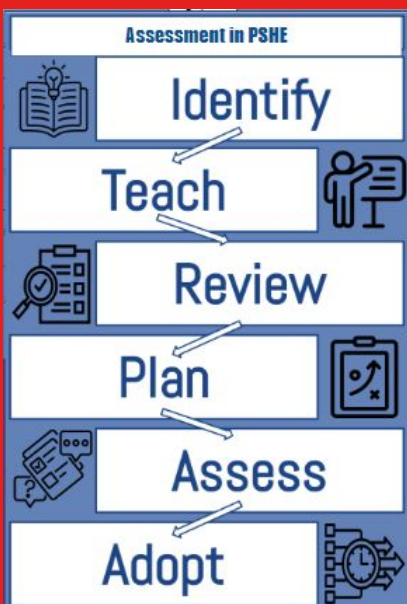 Assessment in PSHE
Identify
Teach
Review
Plan
Assess
Adopt